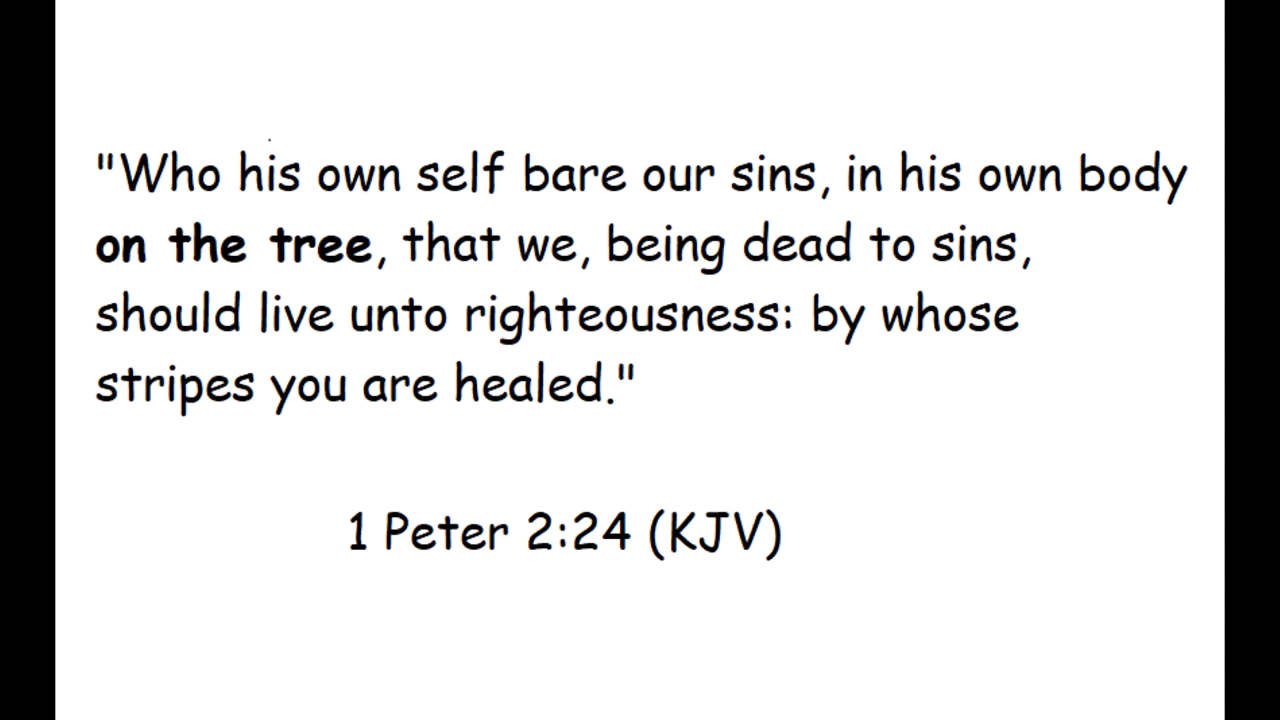 "Who his own self bare our sins, in his own body
on the tree, that we, being dead to sins,
should live unto righteousness: by whose
stripes you are healed."
1 Peter 2:24 (KJV)